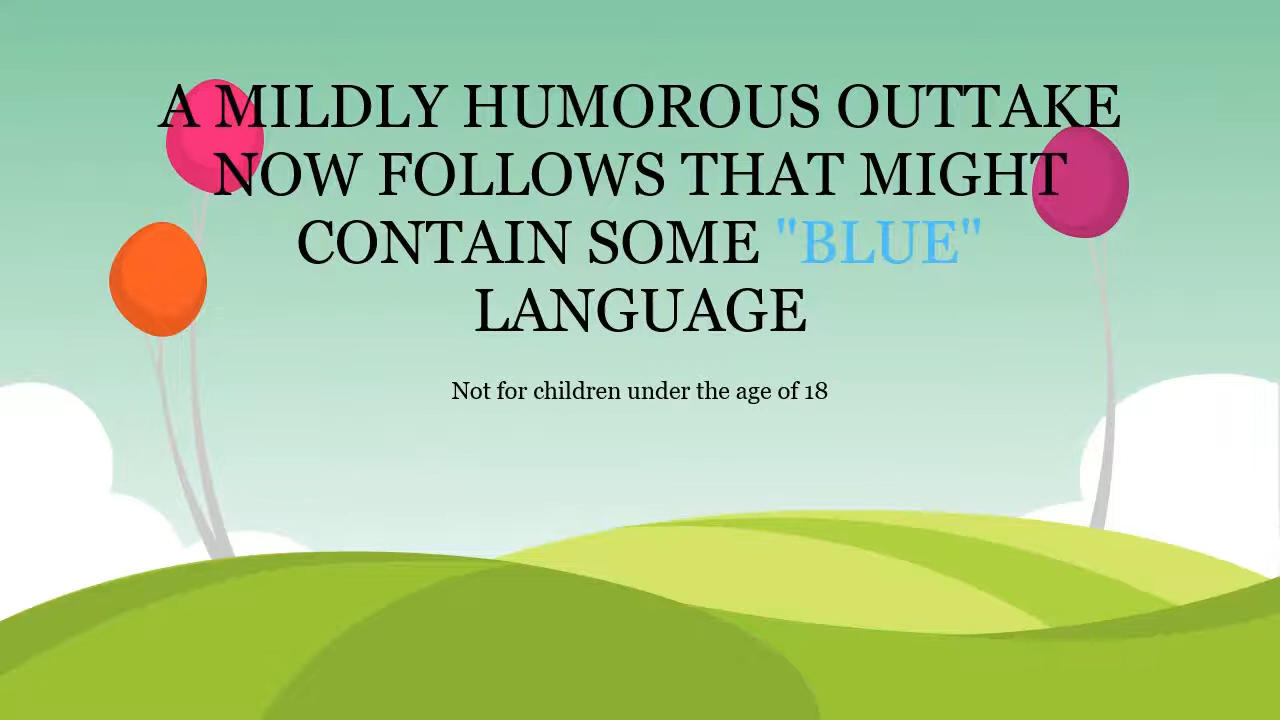 A MILDLY HUMOROUS OUTTAKE
NOW FOLLOWS THAT MIGHT
CONTAIN SOME "BLUE"
LANGUAGE
Not for children under the age of 18